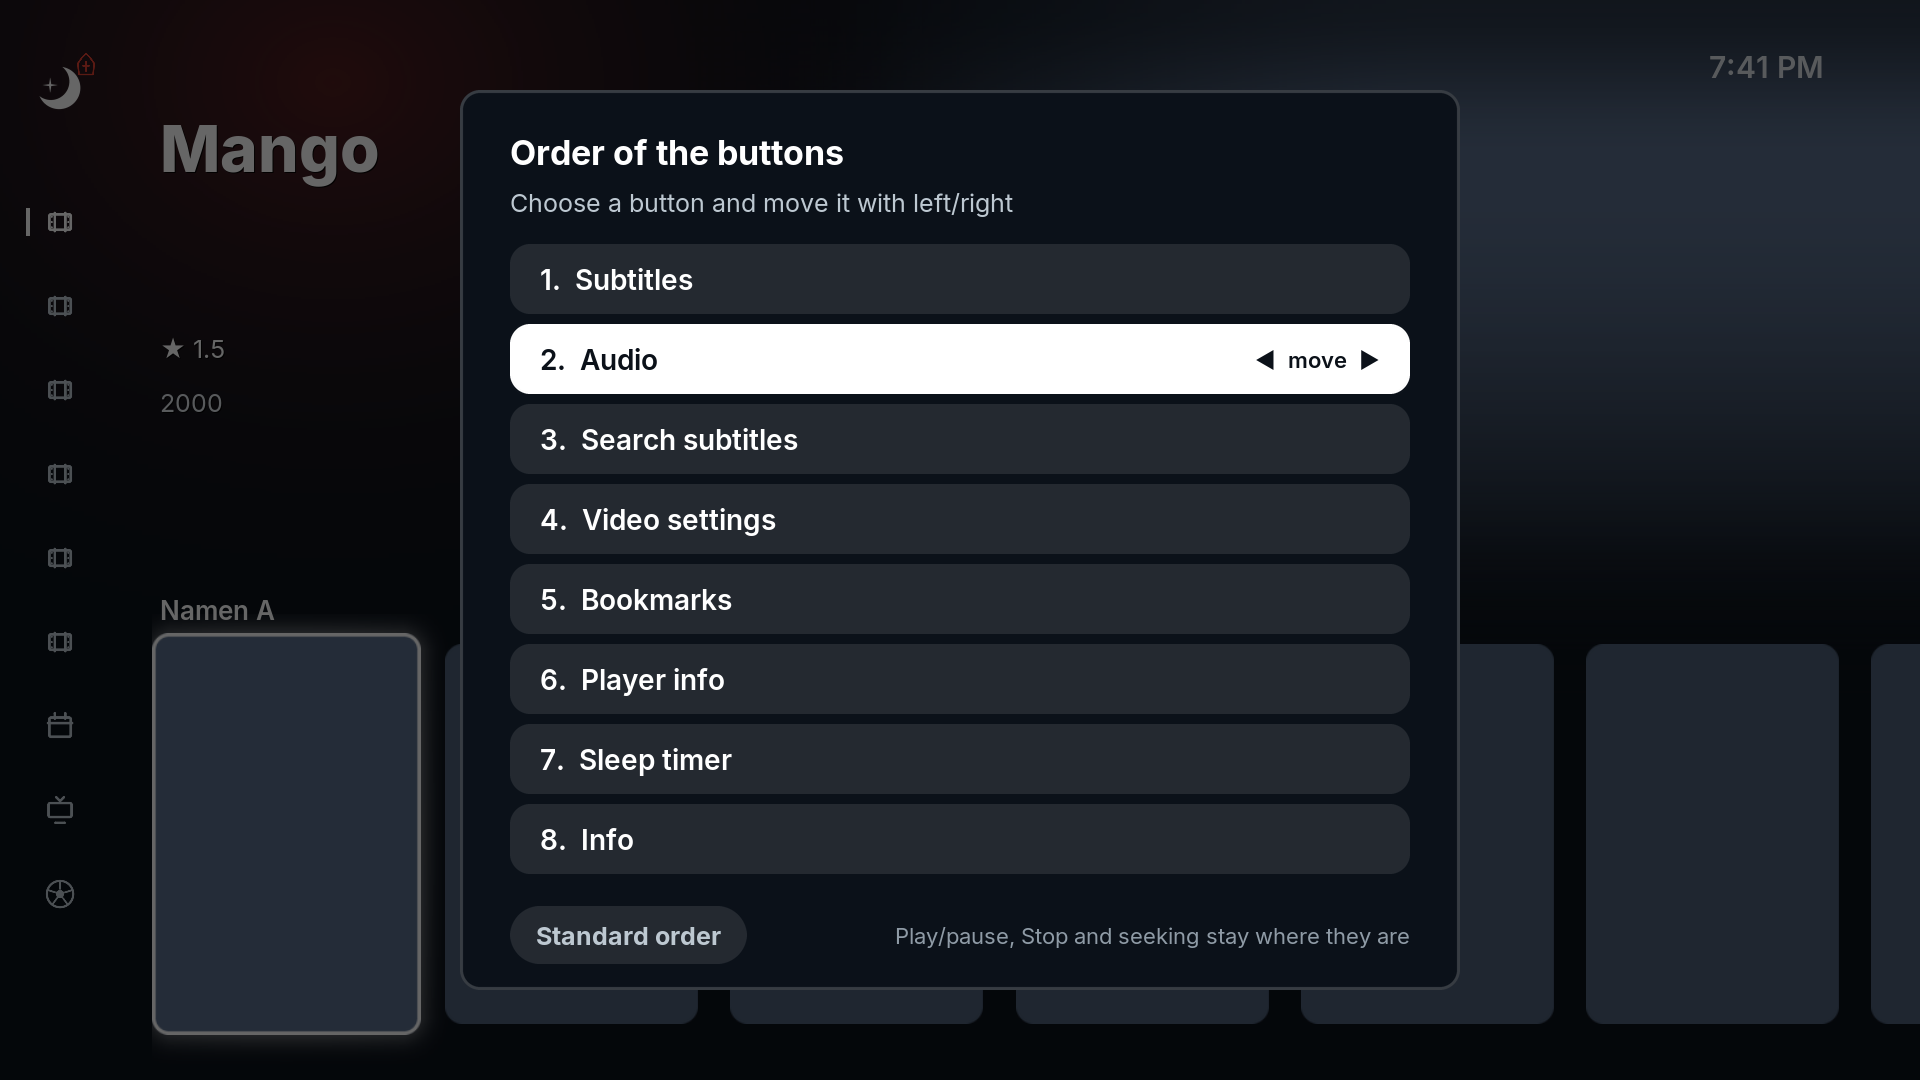 7:41 PM
Mango
★ 1.5
2000
Namen A
Order of the buttons
Choose a button and move it with left/right
1. Subtitles
2. Audio
◀ move ▶
3. Search subtitles
4. Video settings
5. Bookmarks
6. Player info
7. Sleep timer
8. Info
Standard order
Play/pause, Stop and seeking stay where they are